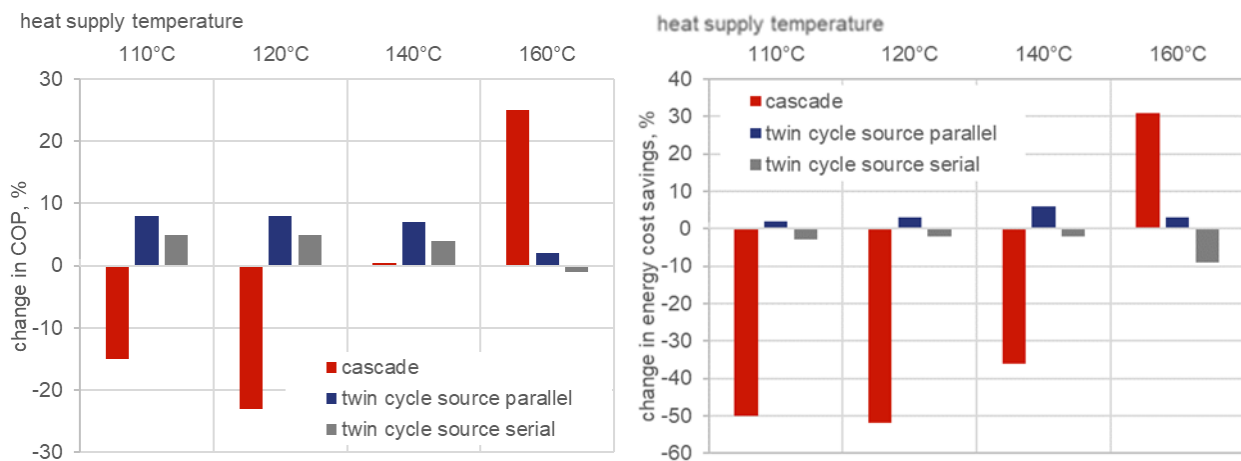 heat supply temperature
110°C 120°C 140°C 160°C
30
20
10
0
-10
-20
-30
change in COP, %
cascade
twin cycle source parallel
twin cycle source serial
heat supply temperature
110°C 120°C 140°C 160°C
40
30
20
10
0
-10
-20
-30
-40
-50
-60
change in energy cost savings, %
cascade
twin cycle source parallel
twin cycle source serial